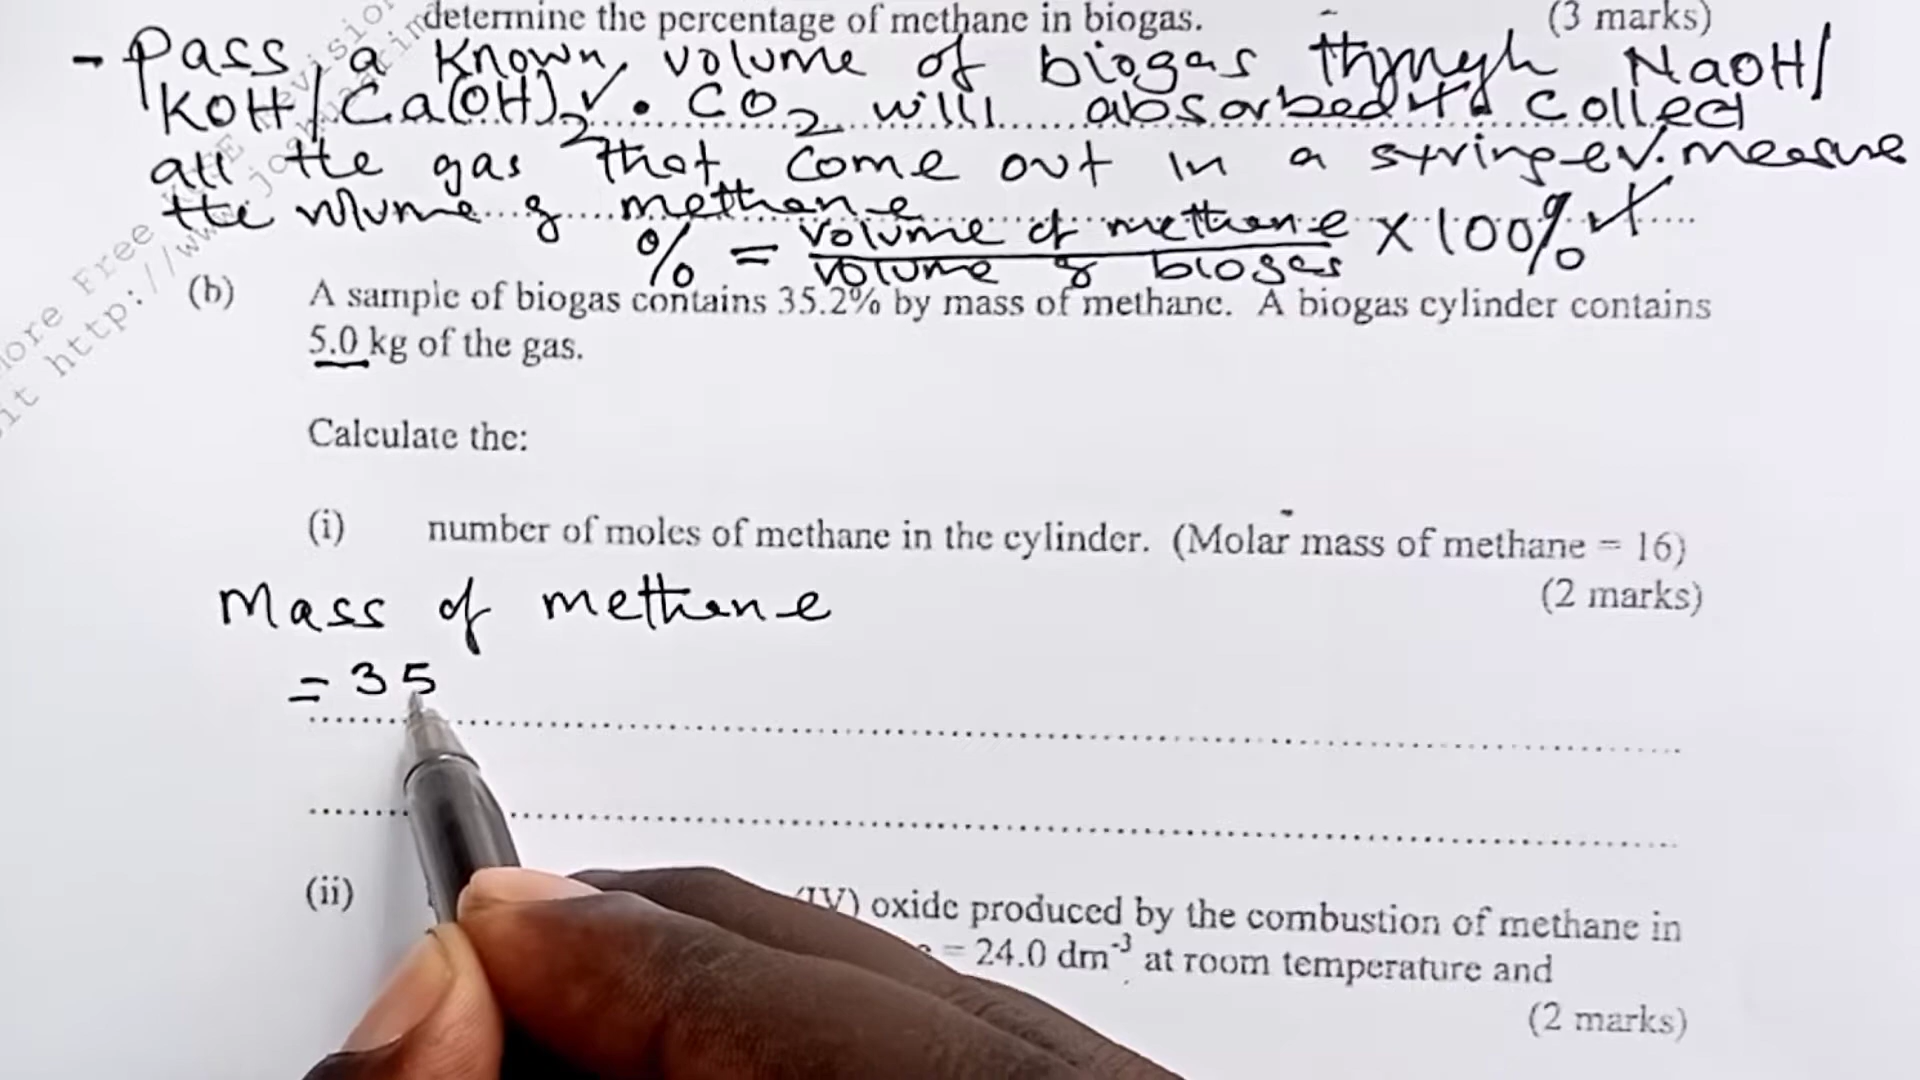 determine the percentage of methane in biogas. (3 marks)
- Pass a known volume of biogas through NaOH/
KOH/Ca(OH)2✓. CO2 will absorbed ✓. Collect
all the gas that come out in a syringe ✓. measure
the volume of methane
% = volume of methane / volume of biogas × 100% ✓
(b) A sample of biogas contains 35.2% by mass of methane. A biogas cylinder contains
5.0 kg of the gas.
Calculate the:
(i) number of moles of methane in the cylinder. (Molar mass of methane = 16)
(2 marks)
Mass of methane
= 35
(ii) (IV) oxide produced by the combustion of methane in
= 24.0 dm⁻³ at room temperature and
(2 marks)